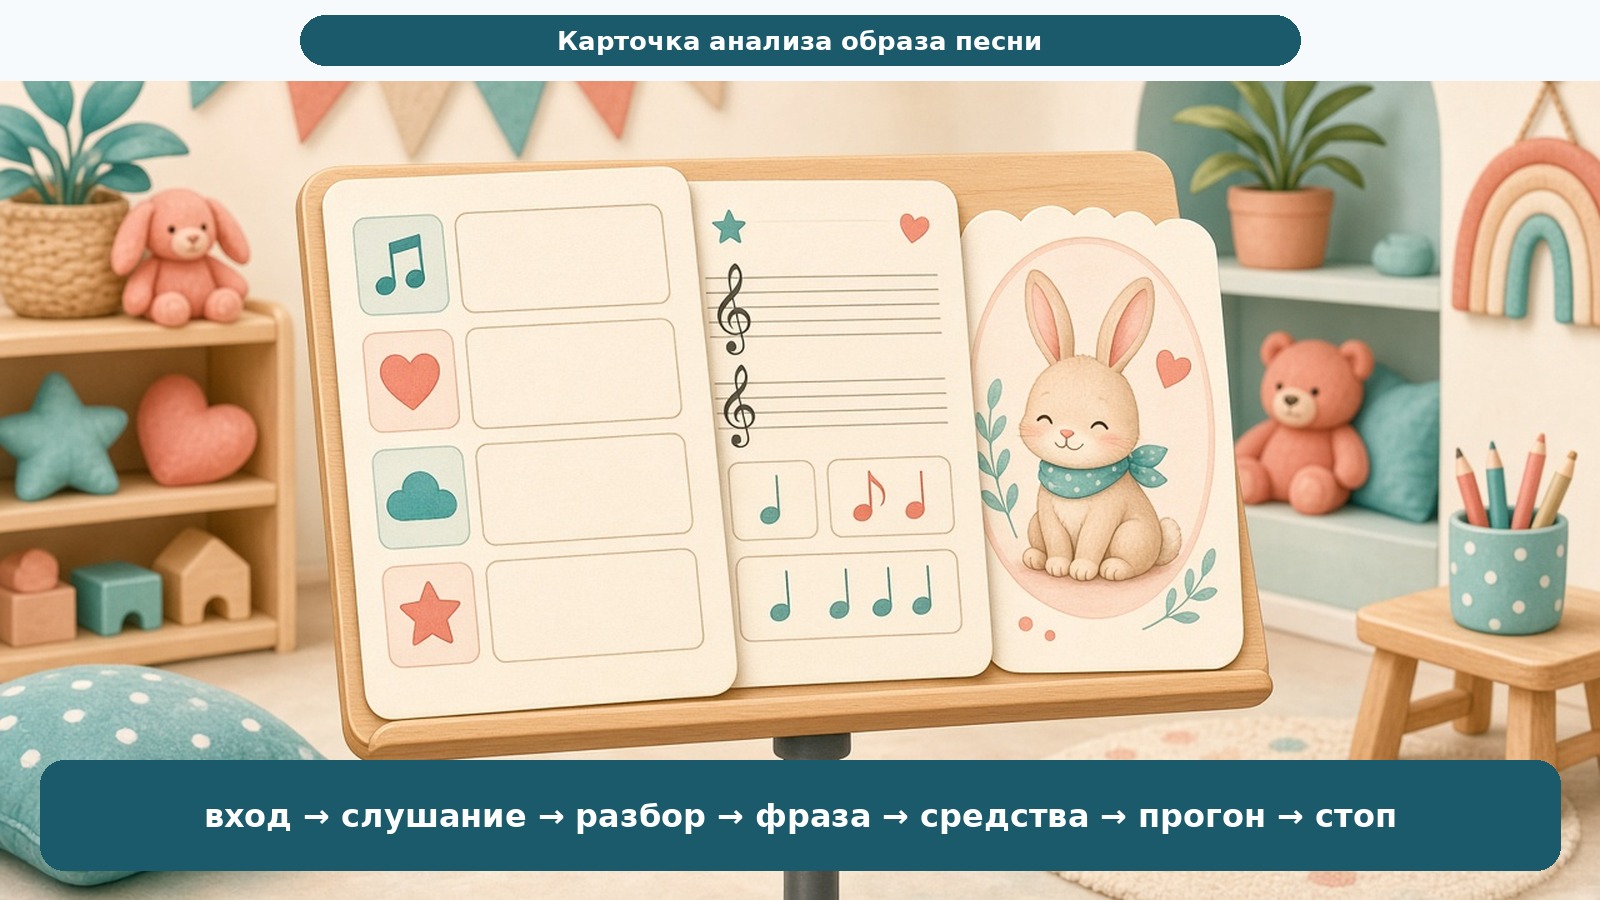 Карточка анализа образа песни
вход → слушание → разбор → фраза → средства → прогон → стоп